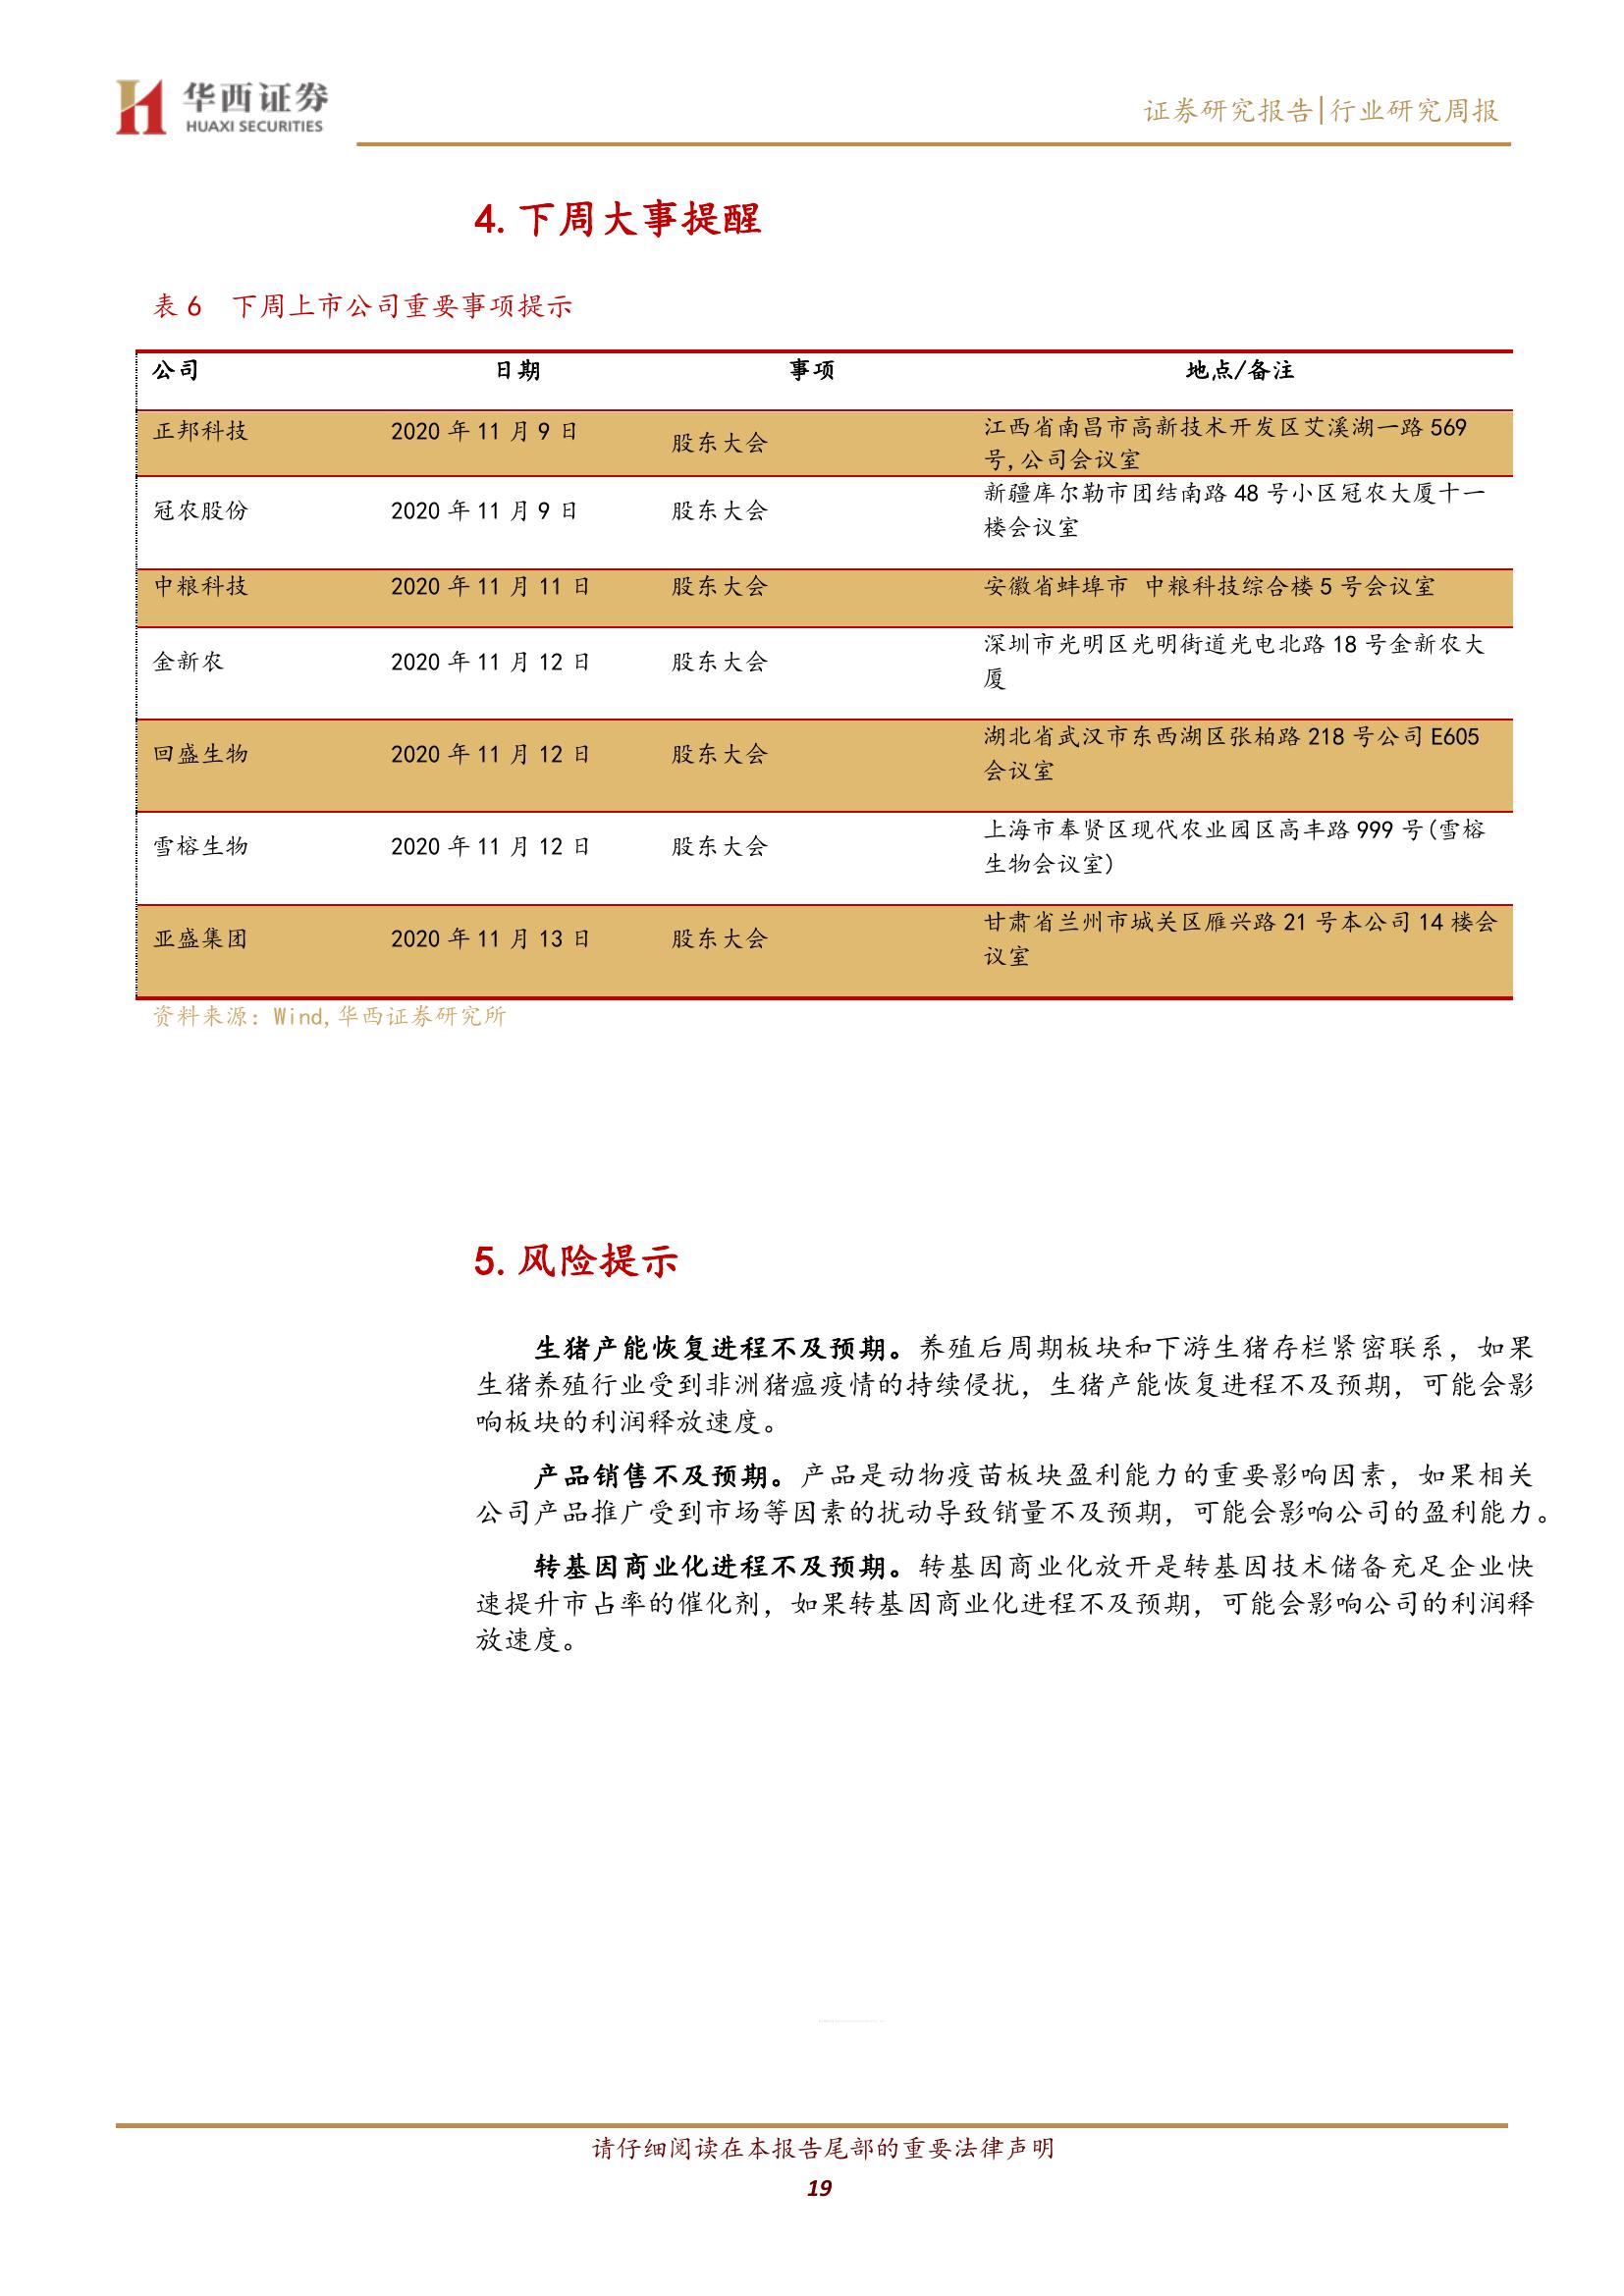 华西证券
HUAXI SECURITIES
证券研究报告|行业研究周报
4. 下周大事提醒
表 6 下周上市公司重要事项提示
公司 日期 事项 地点/备注
正邦科技 2020 年 11 月 9 日 股东大会 江西省南昌市高新技术开发区艾溪湖一路 569
号,公司会议室
冠农股份 2020 年 11 月 9 日 股东大会 新疆库尔勒市团结南路 48 号小区冠农大厦十一
楼会议室
中粮科技 2020 年 11 月 11 日 股东大会 安徽省蚌埠市 中粮科技综合楼 5 号会议室
金新农 2020 年 11 月 12 日 股东大会 深圳市光明区光明街道光电北路 18 号金新农大
厦
回盛生物 2020 年 11 月 12 日 股东大会 湖北省武汉市东西湖区张柏路 218 号公司 E605
会议室
雪榕生物 2020 年 11 月 12 日 股东大会 上海市奉贤区现代农业园区高丰路 999 号(雪榕
生物会议室)
亚盛集团 2020 年 11 月 13 日 股东大会 甘肃省兰州市城关区雁兴路 21 号本公司 14 楼会
议室
资料来源：Wind,华西证券研究所
5. 风险提示
生猪产能恢复进程不及预期。养殖后周期板块和下游生猪存栏紧密联系，如果
生猪养殖行业受到非洲猪瘟疫情的持续侵扰，生猪产能恢复进程不及预期，可能会影
响板块的利润释放速度。
产品销售不及预期。产品是动物疫苗板块盈利能力的重要影响因素，如果相关
公司产品推广受到市场等因素的扰动导致销量不及预期，可能会影响公司的盈利能力。
转基因商业化进程不及预期。转基因商业化放开是转基因技术储备充足企业快
速提升市占率的催化剂，如果转基因商业化进程不及预期，可能会影响公司的利润释
放速度。
请仔细阅读在本报告尾部的重要法律声明
19